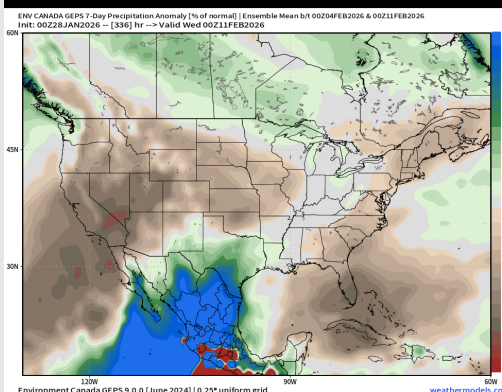 ENV CANADA GEPS 7-Day Precipitation Anomaly [% of normal] | Ensemble Mean b/t 00Z04FEB2026 & 00Z11FEB2026
Init: 00Z28JAN2026 -- [336] hr --> Valid Wed 00Z11FEB2026
60N
45N
30N
120W
90W
60W
Environment Canada GEPS 9.0.0 [June 2024] | 0.25° uniform grid
weathermodels.co